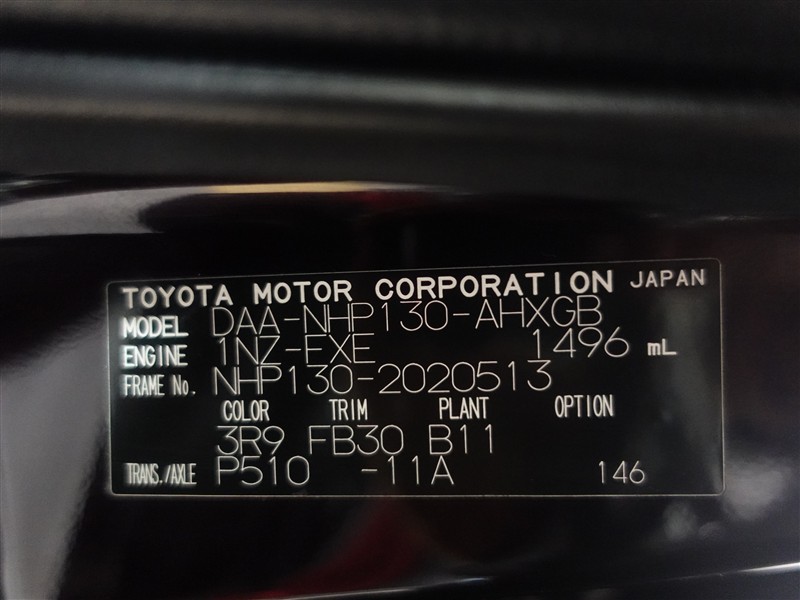 TOYOTA MOTOR CORPORATION JAPAN
MODEL DAA-NHP130-AHXGB
ENGINE 1NZ-FXE 1496 mL
FRAME No. NHP130-2020513
COLOR TRIM PLANT OPTION
3R9 FB30 B11
TRANS./AXLE P510 -11A 146